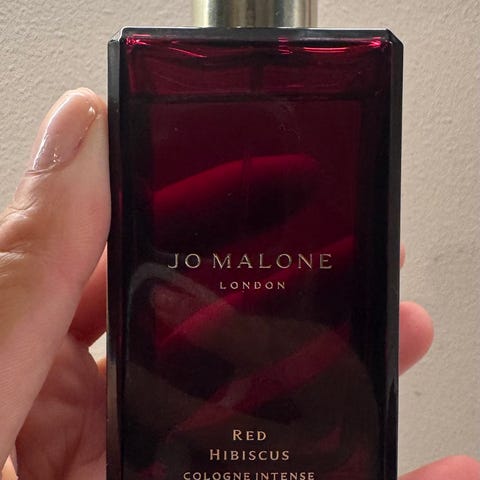 JO MALONE
LONDON
RED
HIBISCUS
COLOGNE INTENSE